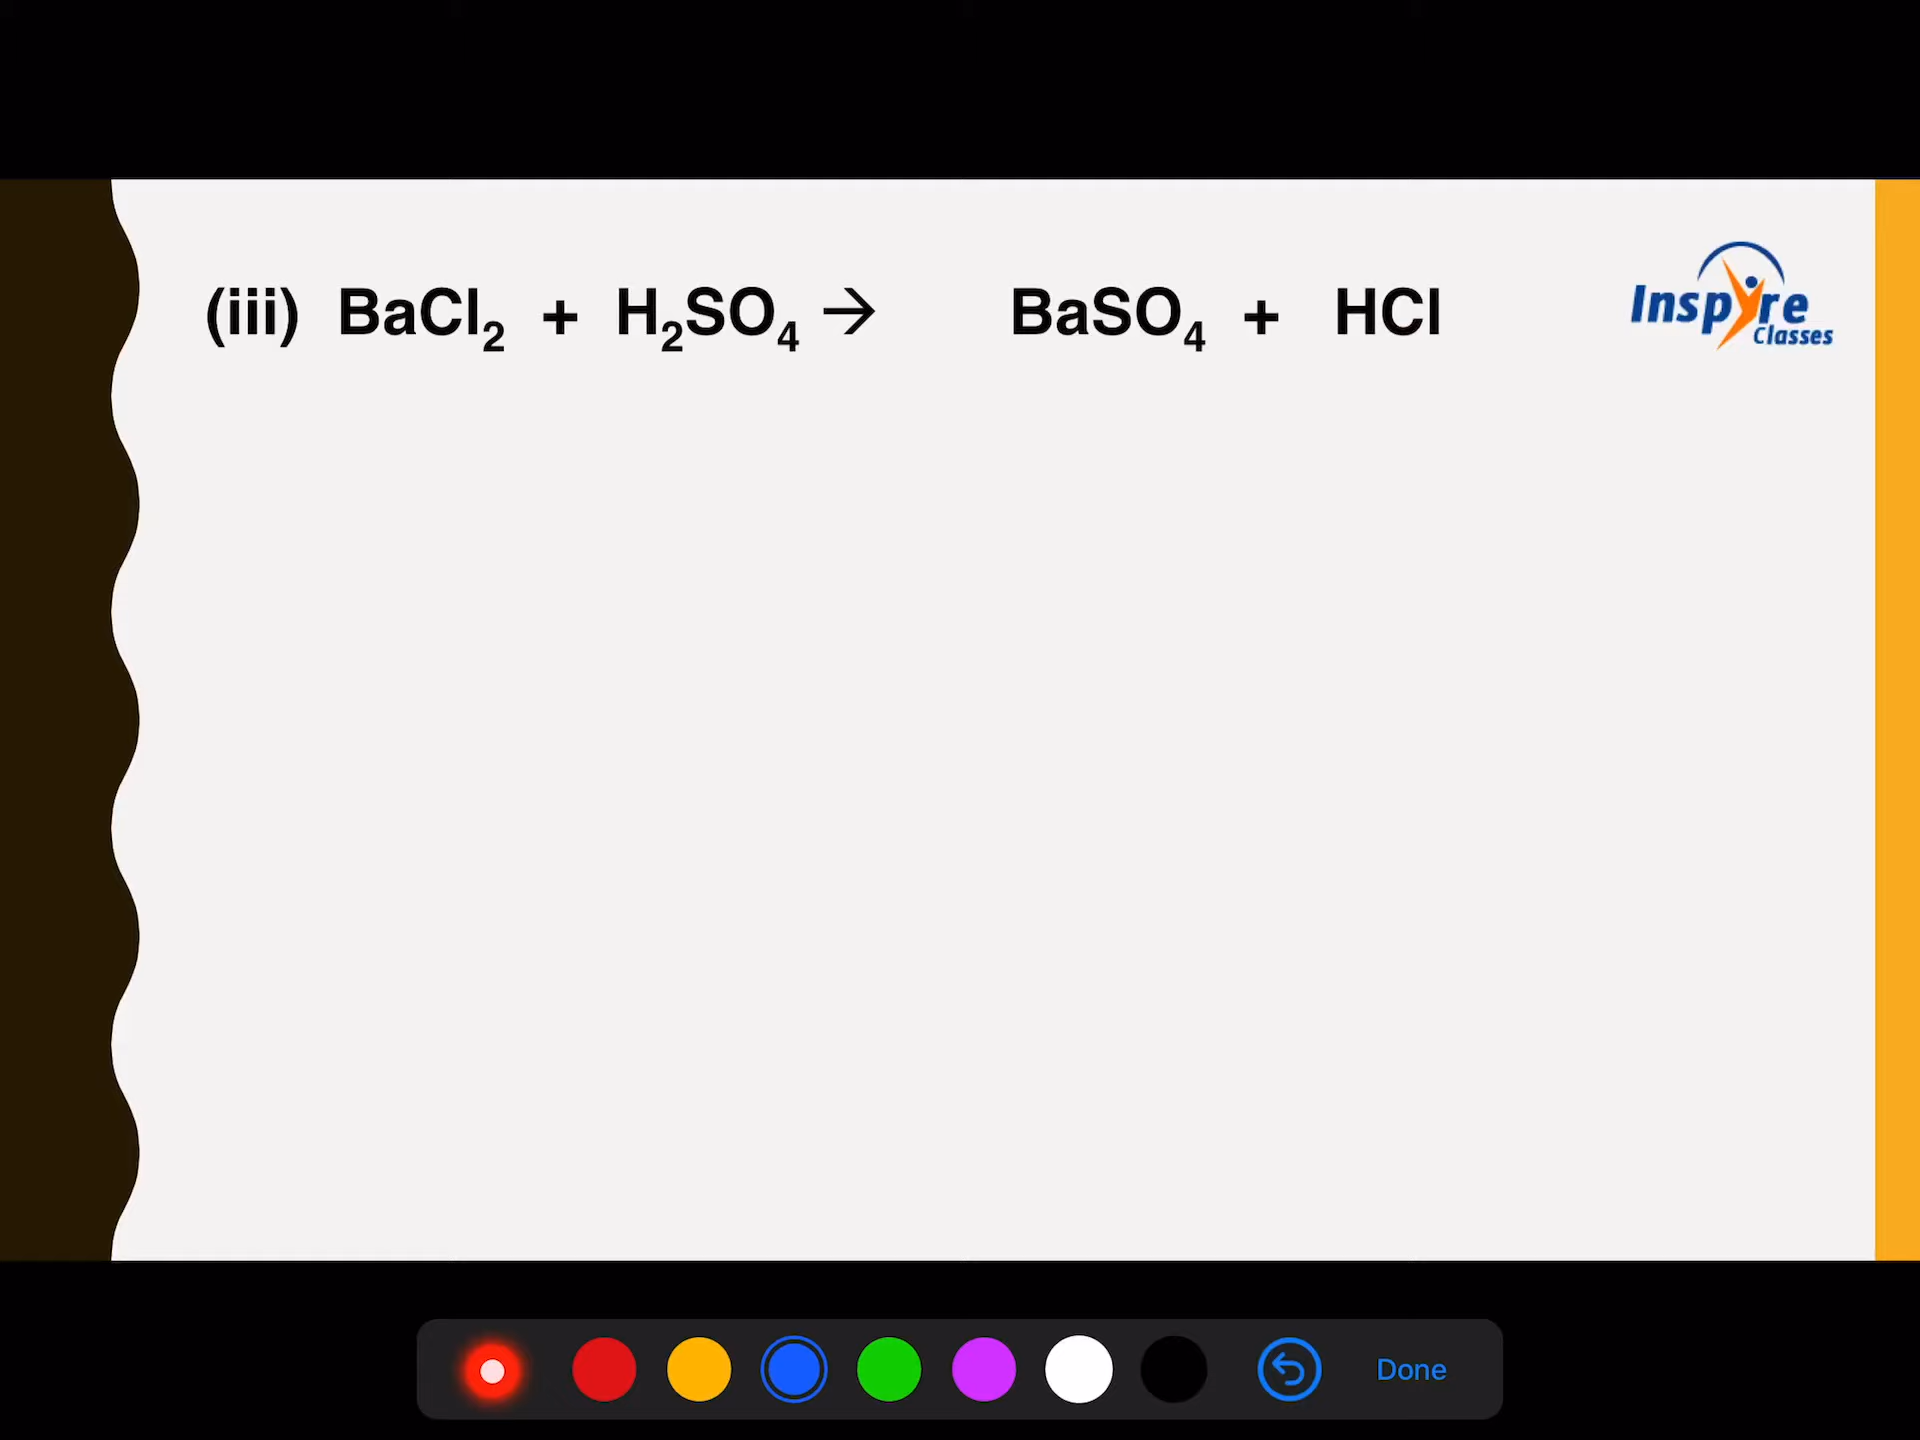 (iii) BaCl₂ + H₂SO₄ → BaSO₄ + HCl
Inspyre
Classes
Done